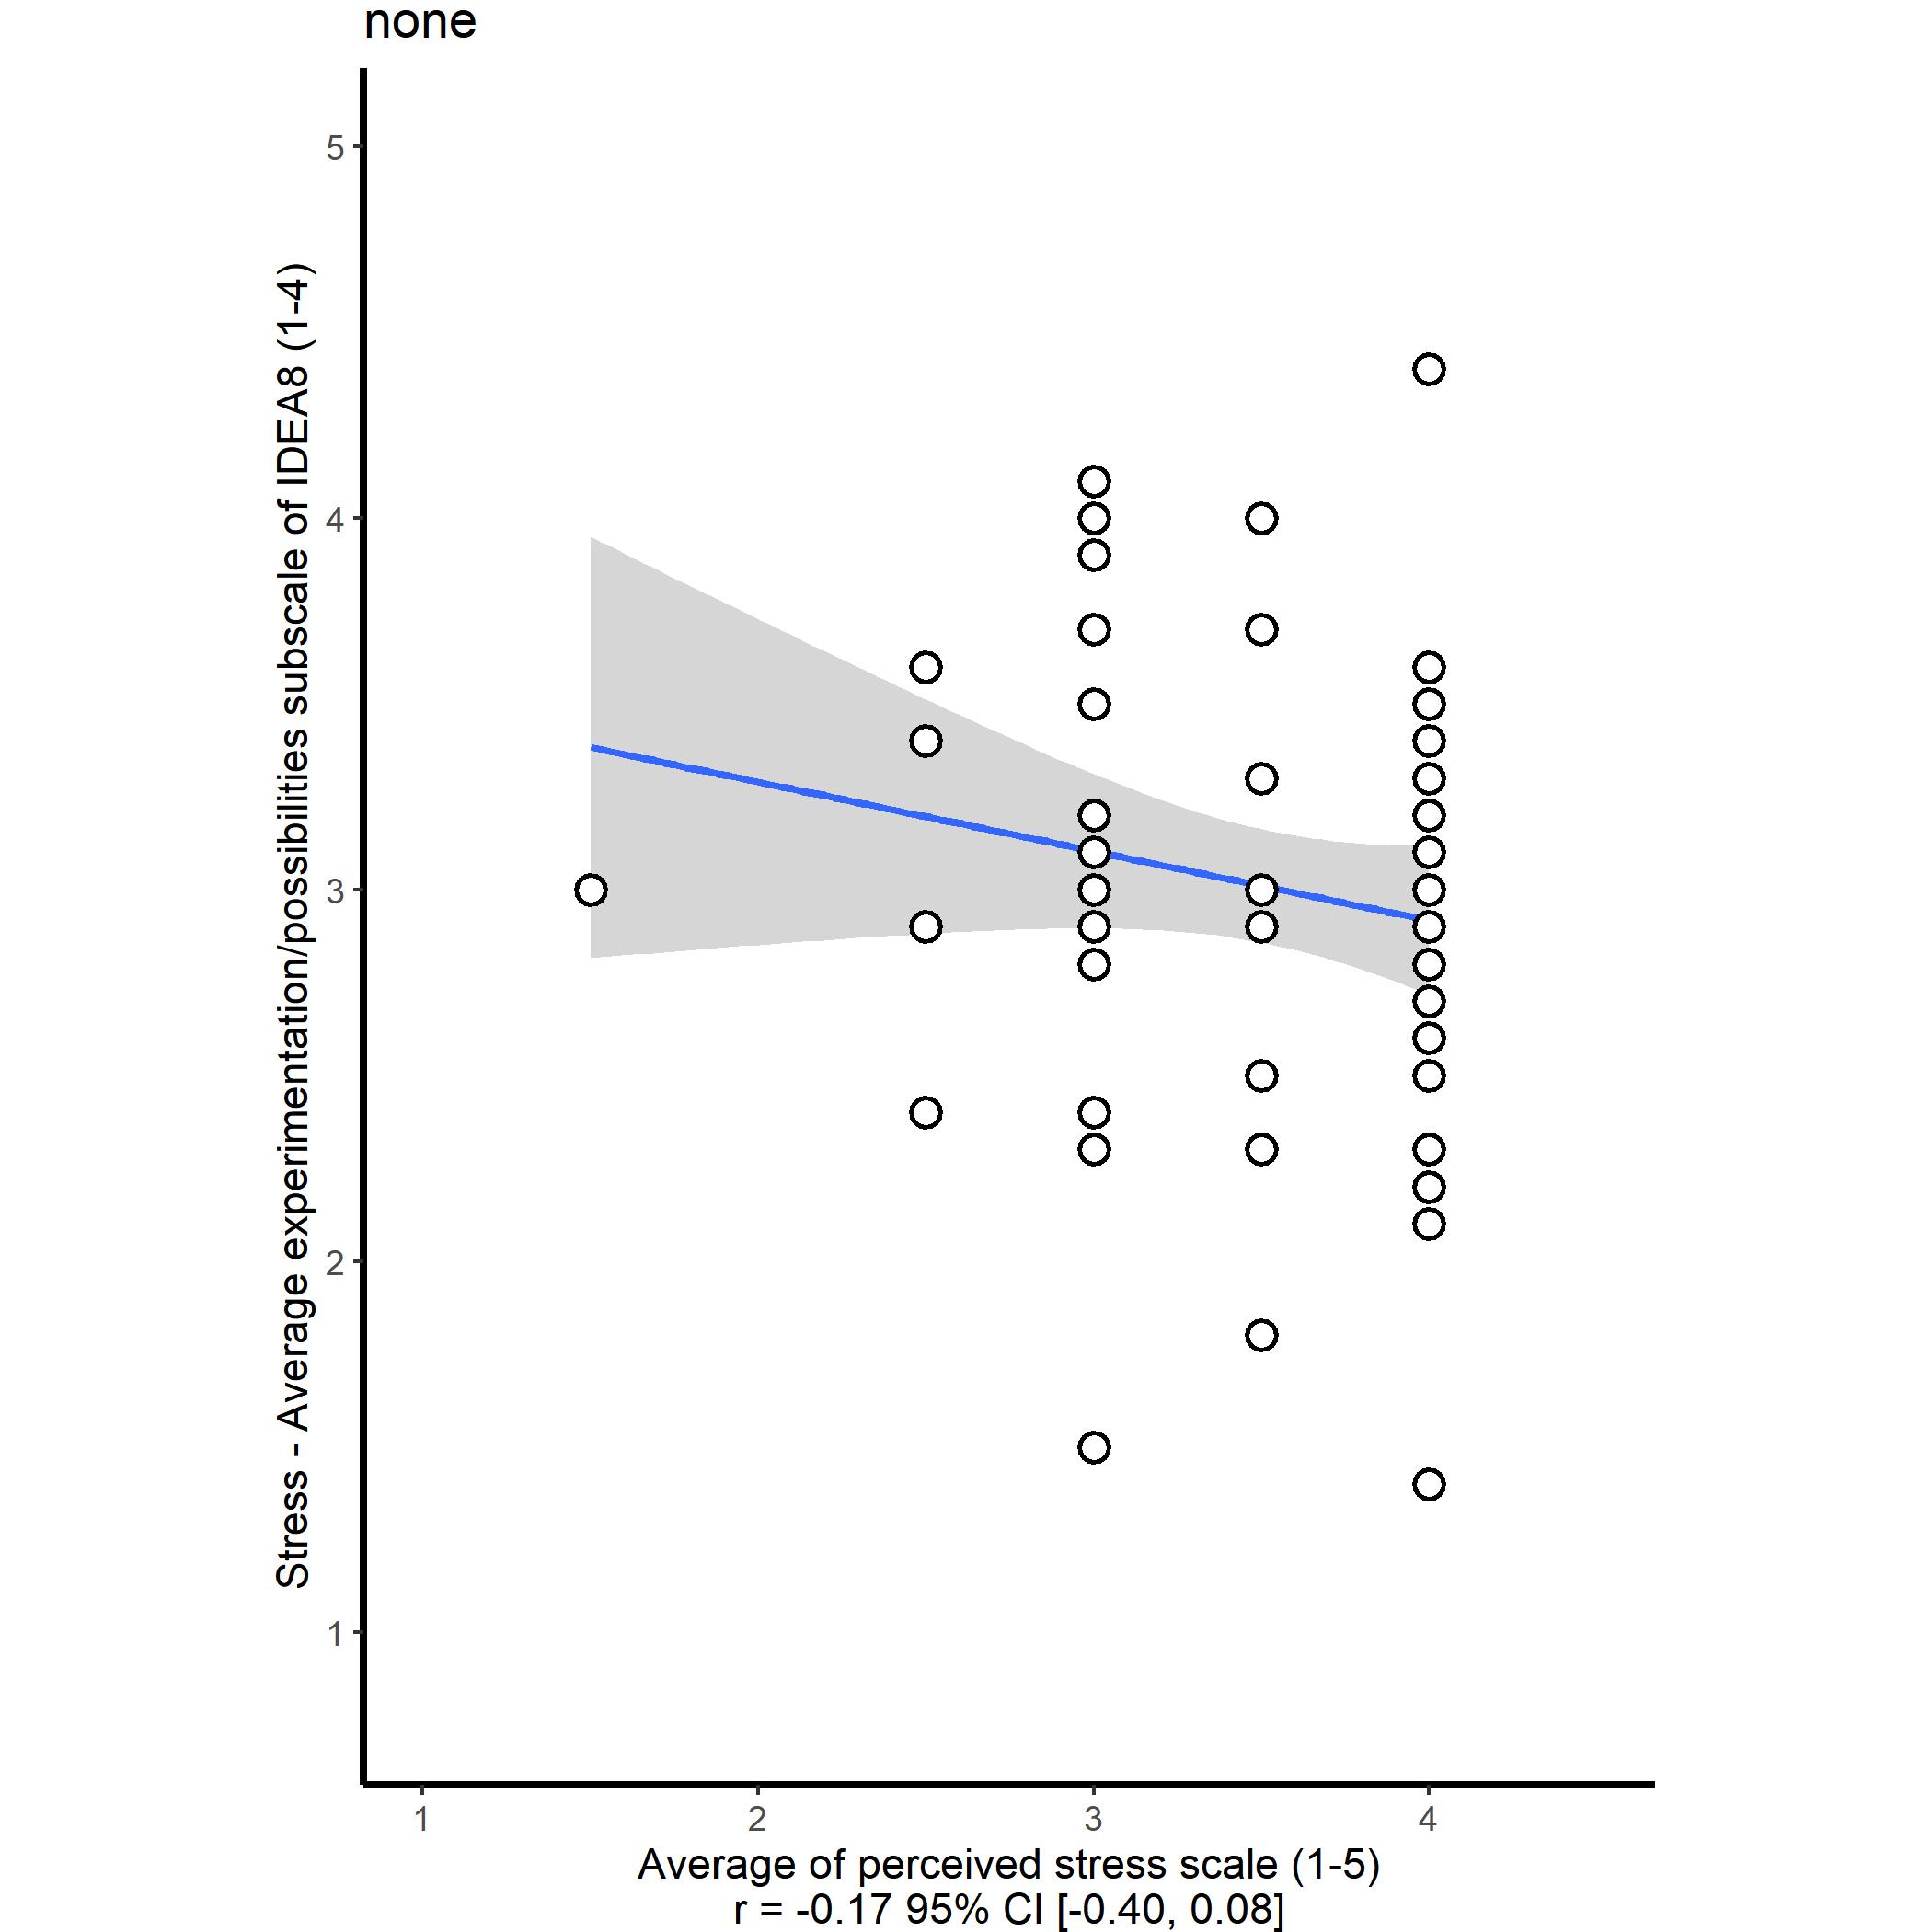 none
Stress - Average experimentation/possibilities subscale of IDEA8 (1-4)
5
4
3
2
1
1 2 3 4
Average of perceived stress scale (1-5)
r = -0.17 95% CI [-0.40, 0.08]